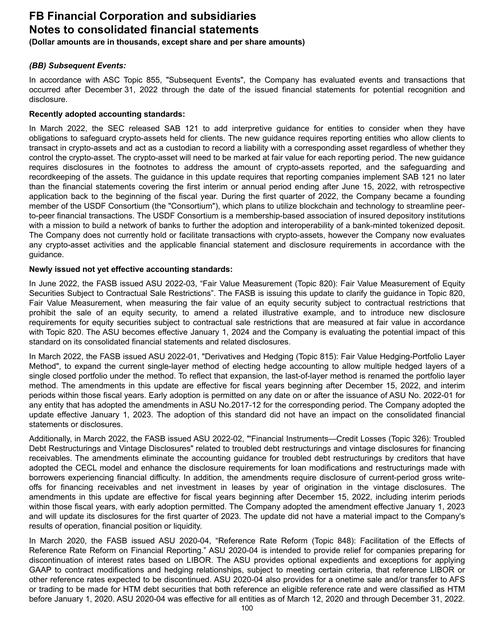 FB Financial Corporation and subsidiaries
Notes to consolidated financial statements
(Dollar amounts are in thousands, except share and per share amounts)
(BB) Subsequent Events:
In accordance with ASC Topic 855, "Subsequent Events", the Company has evaluated events and transactions that
occurred after December 31, 2022 through the date of the issued financial statements for potential recognition and
disclosure.
Recently adopted accounting standards:
In March 2022, the SEC released SAB 121 to add interpretive guidance for entities to consider when they have
obligations to safeguard crypto-assets held for clients. The new guidance requires reporting entities who allow clients to
transact in crypto-assets and act as a custodian to record a liability with a corresponding asset regardless of whether they
control the crypto-asset. The crypto-asset will need to be marked at fair value for each reporting period. The new guidance
requires disclosures in the footnotes to address the amount of crypto-assets reported, and the safeguarding and
recordkeeping of the assets. The guidance in this update requires that reporting companies implement SAB 121 no later
than the financial statements covering the first interim or annual period ending after June 15, 2022, with retrospective
application back to the beginning of the fiscal year. During the first quarter of 2022, the Company became a founding
member of the USDF Consortium (the "Consortium"), which plans to utilize blockchain and technology to streamline peer-
to-peer financial transactions. The USDF Consortium is a membership-based association of insured depository institutions
with a mission to build a network of banks to further the adoption and interoperability of a bank-minted tokenized deposit.
The Company does not currently hold or facilitate transactions with crypto-assets, however the Company now evaluates
any crypto-asset activities and the applicable financial statement and disclosure requirements in accordance with the
guidance.
Newly issued not yet effective accounting standards:
In June 2022, the FASB issued ASU 2022-03, “Fair Value Measurement (Topic 820): Fair Value Measurement of Equity
Securities Subject to Contractual Sale Restrictions”. The FASB is issuing this update to clarify the guidance in Topic 820,
Fair Value Measurement, when measuring the fair value of an equity security subject to contractual restrictions that
prohibit the sale of an equity security, to amend a related illustrative example, and to introduce new disclosure
requirements for equity securities subject to contractual sale restrictions that are measured at fair value in accordance
with Topic 820. The ASU becomes effective January 1, 2024 and the Company is evaluating the potential impact of this
standard on its consolidated financial statements and related disclosures.
In March 2022, the FASB issued ASU 2022-01, "Derivatives and Hedging (Topic 815): Fair Value Hedging-Portfolio Layer
Method", to expand the current single-layer method of electing hedge accounting to allow multiple hedged layers of a
single closed portfolio under the method. To reflect that expansion, the last-of-layer method is renamed the portfolio layer
method. The amendments in this update are effective for fiscal years beginning after December 15, 2022, and interim
periods within those fiscal years. Early adoption is permitted on any date on or after the issuance of ASU No. 2022-01 for
any entity that has adopted the amendments in ASU No.2017-12 for the corresponding period. The Company adopted the
update effective January 1, 2023. The adoption of this standard did not have an impact on the consolidated financial
statements or disclosures.
Additionally, in March 2022, the FASB issued ASU 2022-02, "'Financial Instruments—Credit Losses (Topic 326): Troubled
Debt Restructurings and Vintage Disclosures" related to troubled debt restructurings and vintage disclosures for financing
receivables. The amendments eliminate the accounting guidance for troubled debt restructurings by creditors that have
adopted the CECL model and enhance the disclosure requirements for loan modifications and restructurings made with
borrowers experiencing financial difficulty. In addition, the amendments require disclosure of current-period gross write-
offs for financing receivables and net investment in leases by year of origination in the vintage disclosures. The
amendments in this update are effective for fiscal years beginning after December 15, 2022, including interim periods
within those fiscal years, with early adoption permitted. The Company adopted the amendment effective January 1, 2023
and will update its disclosures for the first quarter of 2023. The update did not have a material impact to the Company's
results of operation, financial position or liquidity.
In March 2020, the FASB issued ASU 2020-04, “Reference Rate Reform (Topic 848): Facilitation of the Effects of
Reference Rate Reform on Financial Reporting.” ASU 2020-04 is intended to provide relief for companies preparing for
discontinuation of interest rates based on LIBOR. The ASU provides optional expedients and exceptions for applying
GAAP to contract modifications and hedging relationships, subject to meeting certain criteria, that reference LIBOR or
other reference rates expected to be discontinued. ASU 2020-04 also provides for a onetime sale and/or transfer to AFS
or trading to be made for HTM debt securities that both reference an eligible reference rate and were classified as HTM
before January 1, 2020. ASU 2020-04 was effective for all entities as of March 12, 2020 and through December 31, 2022.
100